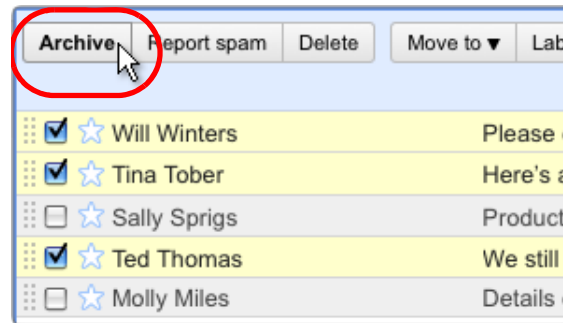 Archive Report spam Delete Move to ▼
Will Winters Please
Tina Tober Here's
Sally Sprigs Product
Ted Thomas We still
Molly Miles Details